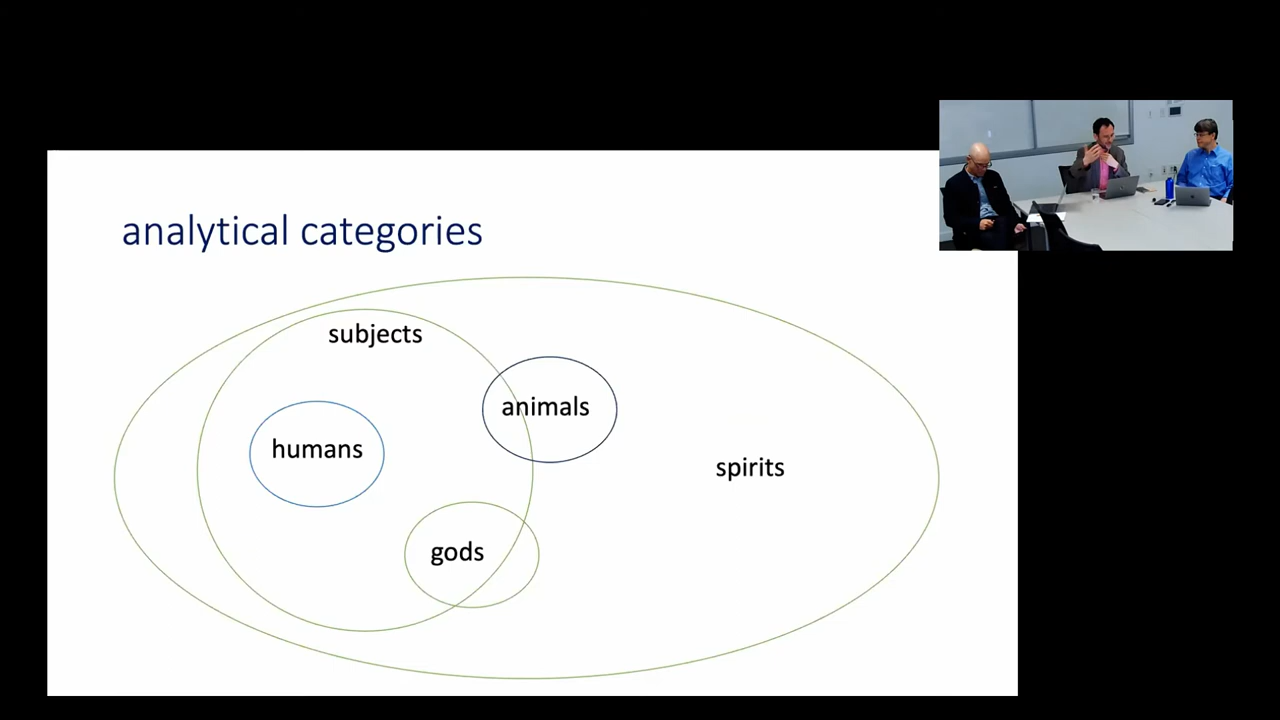 analytical categories
subjects
animals
humans
spirits
gods